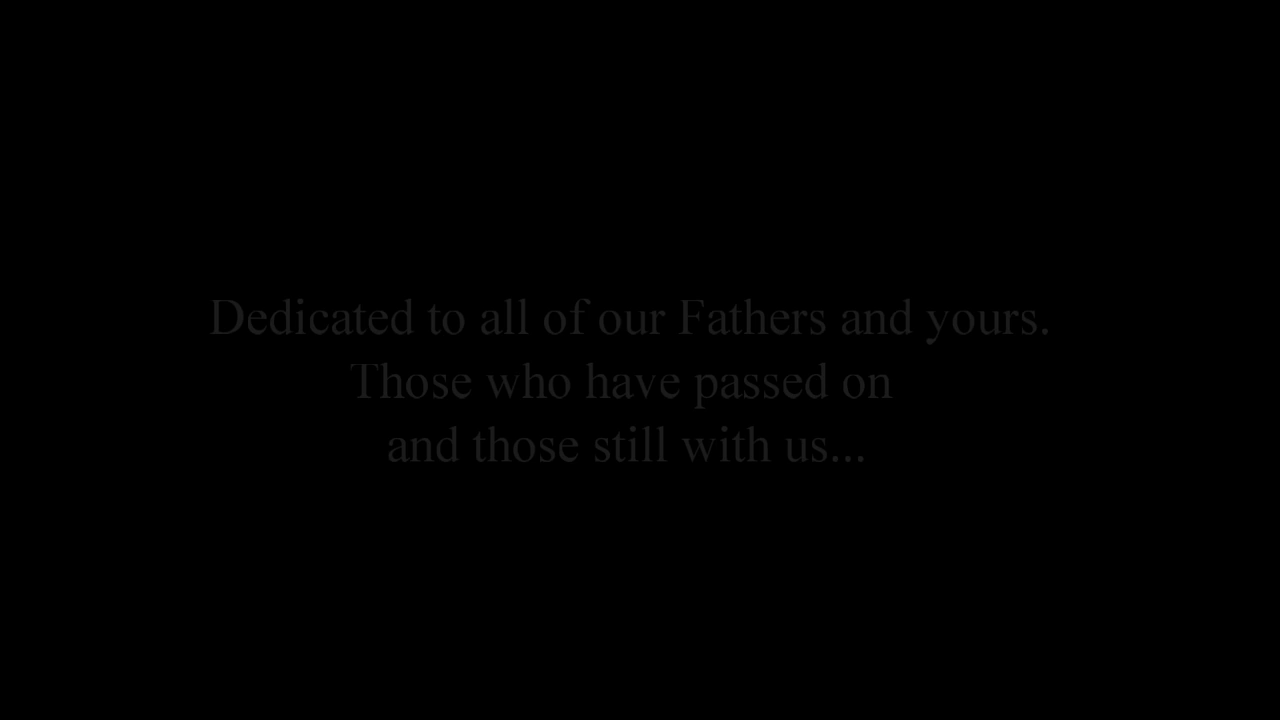 Dedicated to all of our Fathers and yours.
Those who have passed on
and those still with us...